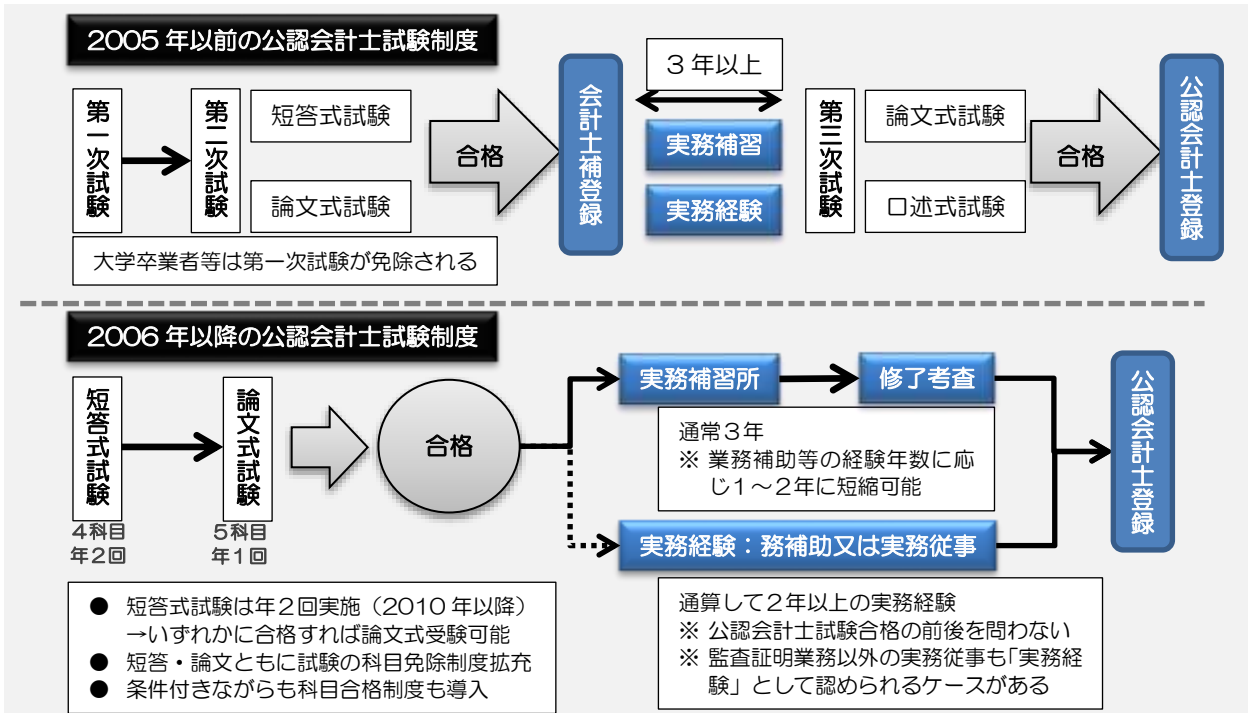 2005年以前の公認会計士試験制度
第一次試験
第二次試験
短答式試験
論文式試験
合格
会計士補登録
3年以上
実務補習
実務経験
第三次試験
論文式試験
口述式試験
合格
公認会計士登録
大学卒業者等は第一次試験が免除される
2006年以降の公認会計士試験制度
短答式試験
4科目
年2回
論文式試験
5科目
年1回
合格
実務補習所
修了考査
通常3年
※ 業務補助等の経験年数に応
じ1～2年に短縮可能
実務経験：務補助又は実務従事
公認会計士登録
● 短答式試験は年2回実施（2010年以降）
→いずれかに合格すれば論文式受験可能
● 短答・論文ともに試験の科目免除制度拡充
● 条件付きながらも科目合格制度も導入
通算して2年以上の実務経験
※ 公認会計士試験合格の前後を問わない
※ 監査証明業務以外の実務従事も「実務経
験」として認められるケースがある